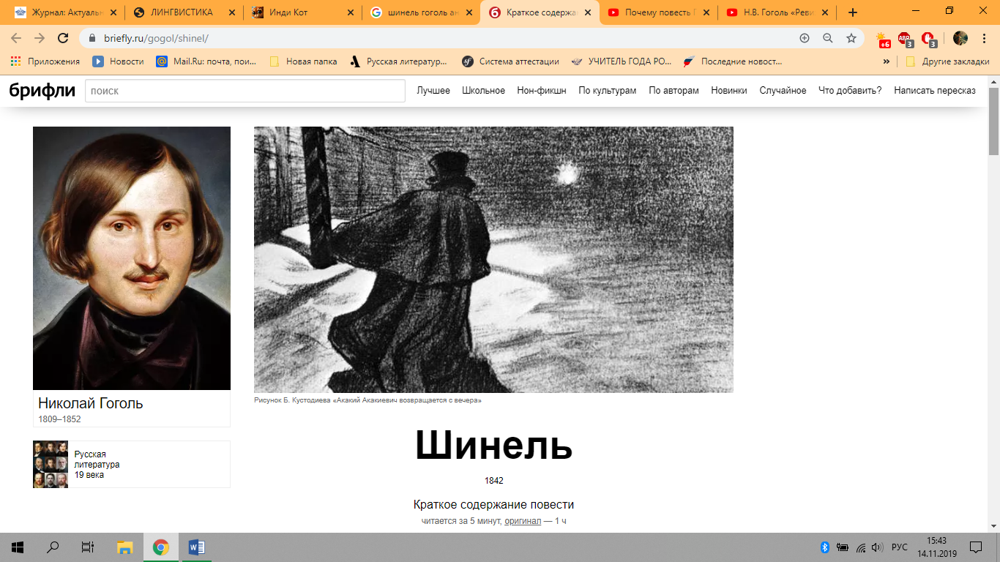 Журнал: Актуальн
ЛИНГВИСТИКА
Инди Кот
шинель гоголь ан
Краткое содержа
Почему повесть Г
Н.В. Гоголь «Реви
briefly.ru/gogol/shinel/
+6
ABP
3
3
Приложения
Новости
Mail.Ru: почта, пои...
Новая папка
Русская литератур...
Система аттестации
УЧИТЕЛЬ ГОДА РО...
Последние новост...
»
Другие закладки
брифли
поиск
Лучшее
Школьное
Нон-фикшн
По культурам
По авторам
Новинки
Случайное
Что добавить?
Написать пересказ
Николай Гоголь
1809–1852
Русская
литература
19 века
Рисунок Б. Кустодиева «Акакий Акакиевич возвращается с вечера»
Шинель
1842
Краткое содержание повести
читается за 5 минут, оригинал — 1 ч
РУС
15:43
14.11.2019